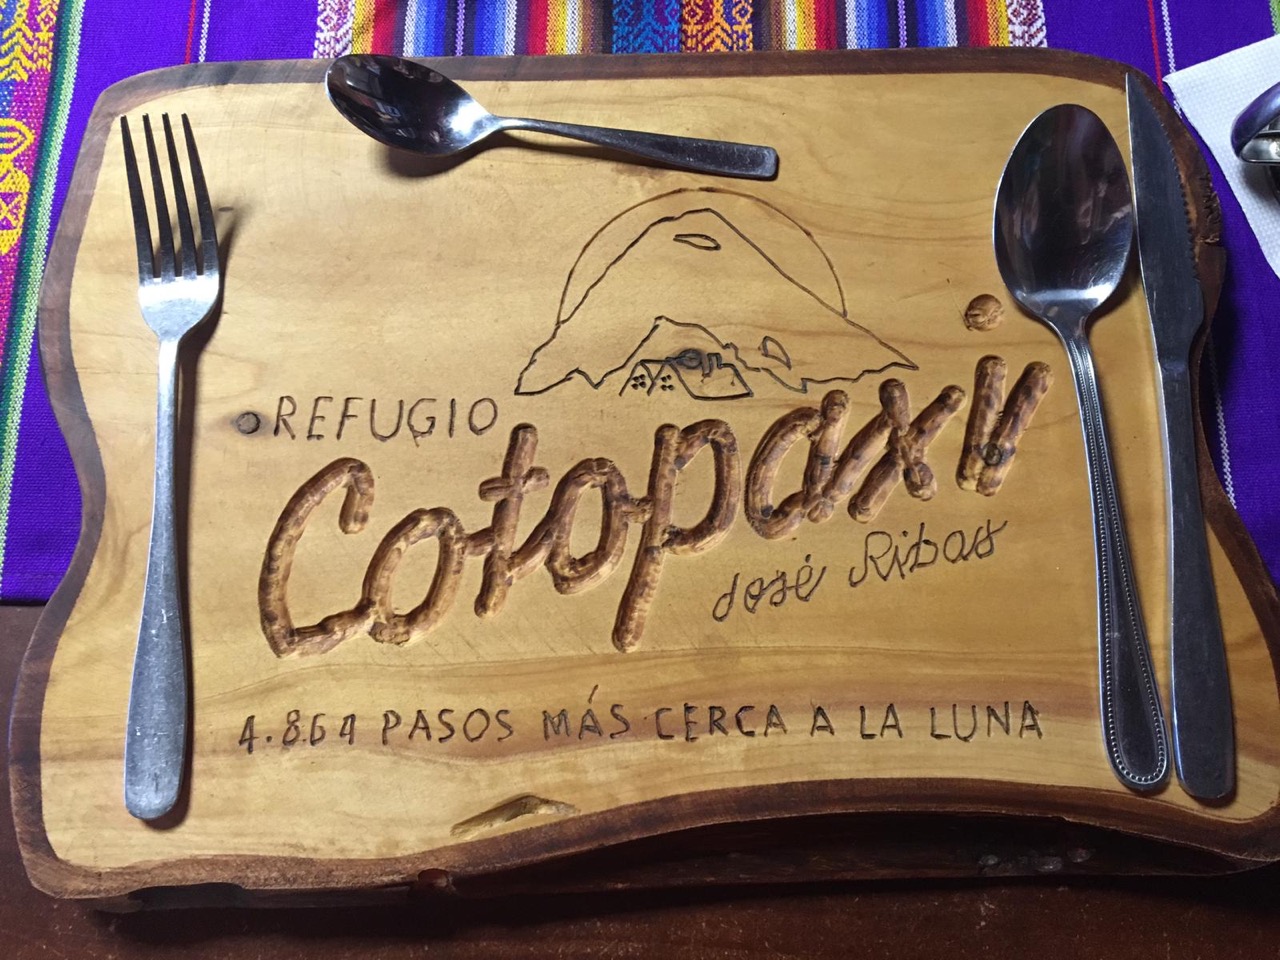 REFUGIO
Cotopaxi
José Ribas
4.864 PASOS MÁS CERCA A LA LUNA